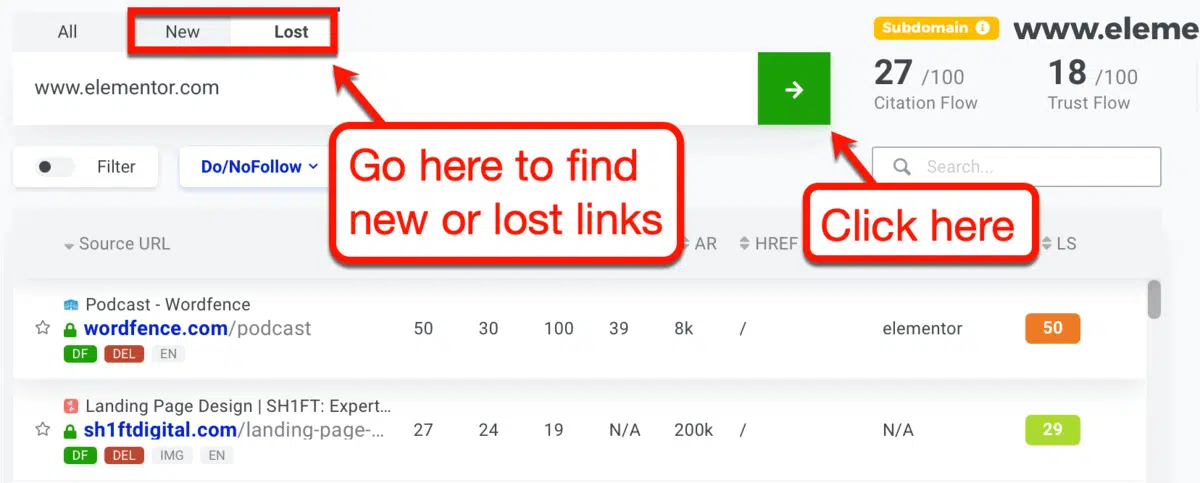 All
New
Lost
Subdomain
www.eleme
www.elementor.com
27 /100
Citation Flow
18 /100
Trust Flow
Filter
Do/NoFollow
Search...
Go here to find
new or lost links
Click here
Source URL
AR
HREF
LS
Podcast - Wordfence
wordfence.com/podcast
50 30 100 39 8k / elementor 50
DF DEL EN
Landing Page Design | SH1FT: Expert...
sh1ftdigital.com/landing-page-...
27 24 19 N/A 200k / N/A 29
DF DEL IMG EN